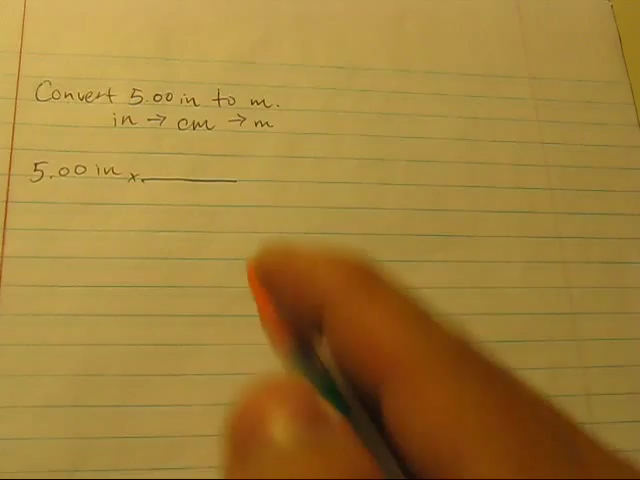 Convert 5.00 in to m.
in → cm → m
5.00 in x